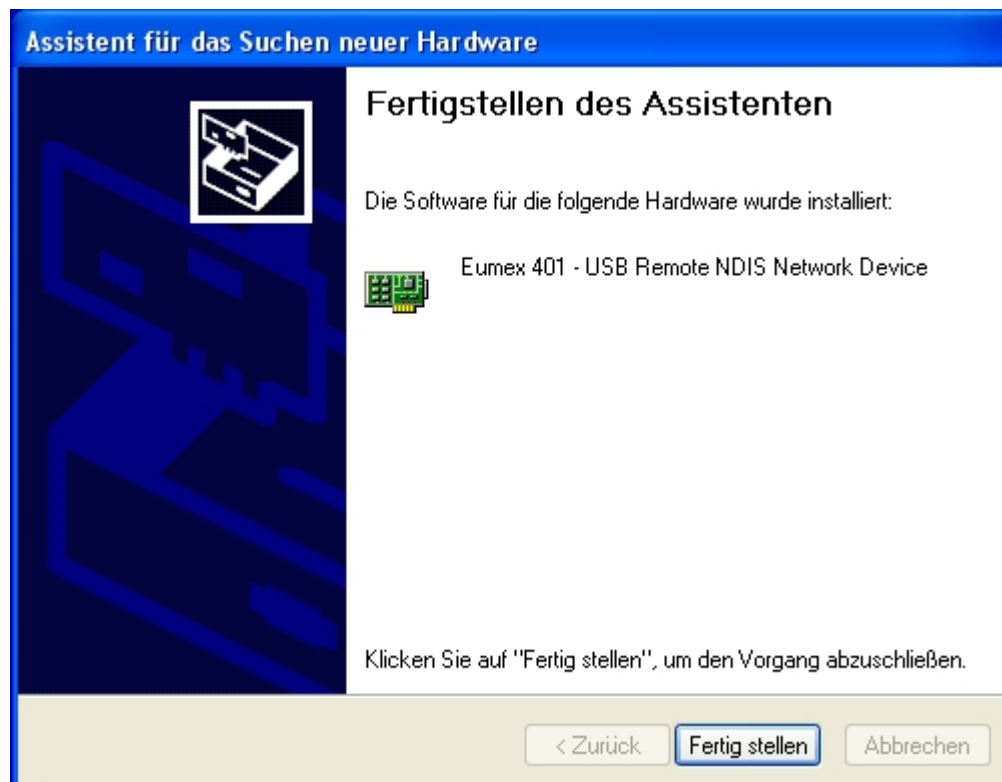 Assistent für das Suchen neuer Hardware
Fertigstellen des Assistenten
Die Software für die folgende Hardware wurde installiert:
Eumex 401 - USB Remote NDIS Network Device
Klicken Sie auf "Fertig stellen", um den Vorgang abzuschließen.
< Zurück
Fertig stellen
Abbrechen